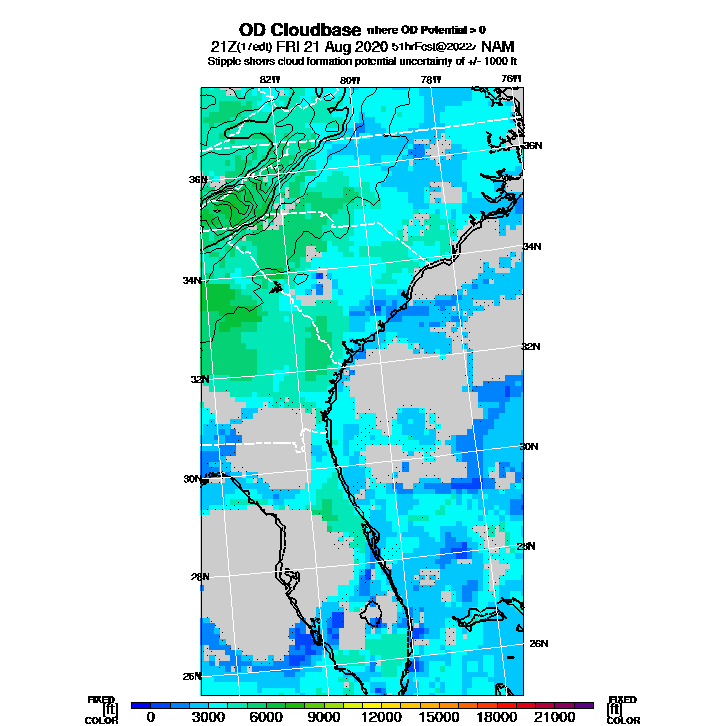 OD Cloudbase where OD Potential > 0
21Z(17edt) FRI 21 Aug 2020 51hrFcst@2022z NAM
Stipple shows cloud formation potential uncertainty of +/- 1000 ft
82W 80W 78W 76W
36N 36N
34N 34N
32N 32N
30N 30N
28N 28N
26N 26N
FIXED FIXED
[ft] [ft]
COLOR COLOR
0 3000 6000 9000 12000 15000 18000 21000